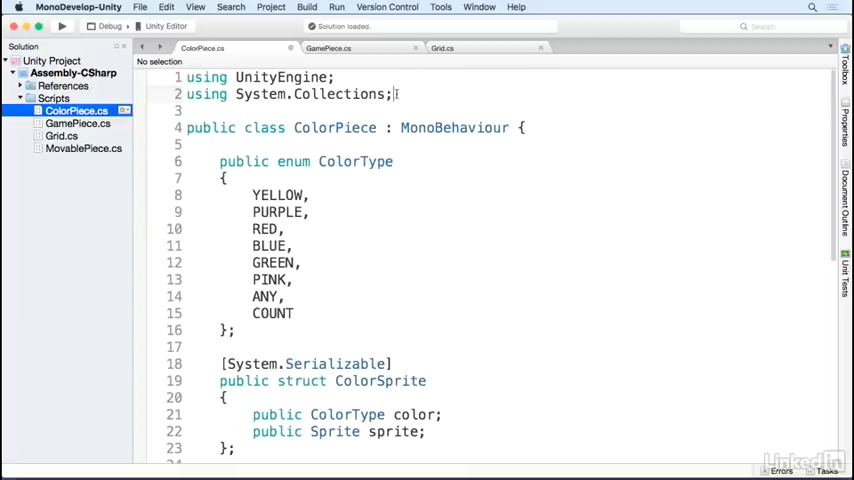 MonoDevelop-Unity File Edit View Search Project Build Run Version Control Tools Window Help
Debug Unity Editor Solution loaded. Search
Solution
ColorPiece.cs GamePiece.cs Grid.cs
No selection
Unity Project
Assembly-CSharp
References
Scripts
ColorPiece.cs
GamePiece.cs
Grid.cs
MovablePiece.cs
1 using UnityEngine;
2 using System.Collections;
3
4 public class ColorPiece : MonoBehaviour {
5
6 public enum ColorType
7 {
8 YELLOW,
9 PURPLE,
10 RED,
11 BLUE,
12 GREEN,
13 PINK,
14 ANY,
15 COUNT
16 };
17
18 [System.Serializable]
19 public struct ColorSprite
20 {
21 public ColorType color;
22 public Sprite sprite;
23 };
Toolbox
Properties
Document Outline
Unit Tests
LinkedIn
Errors Tasks